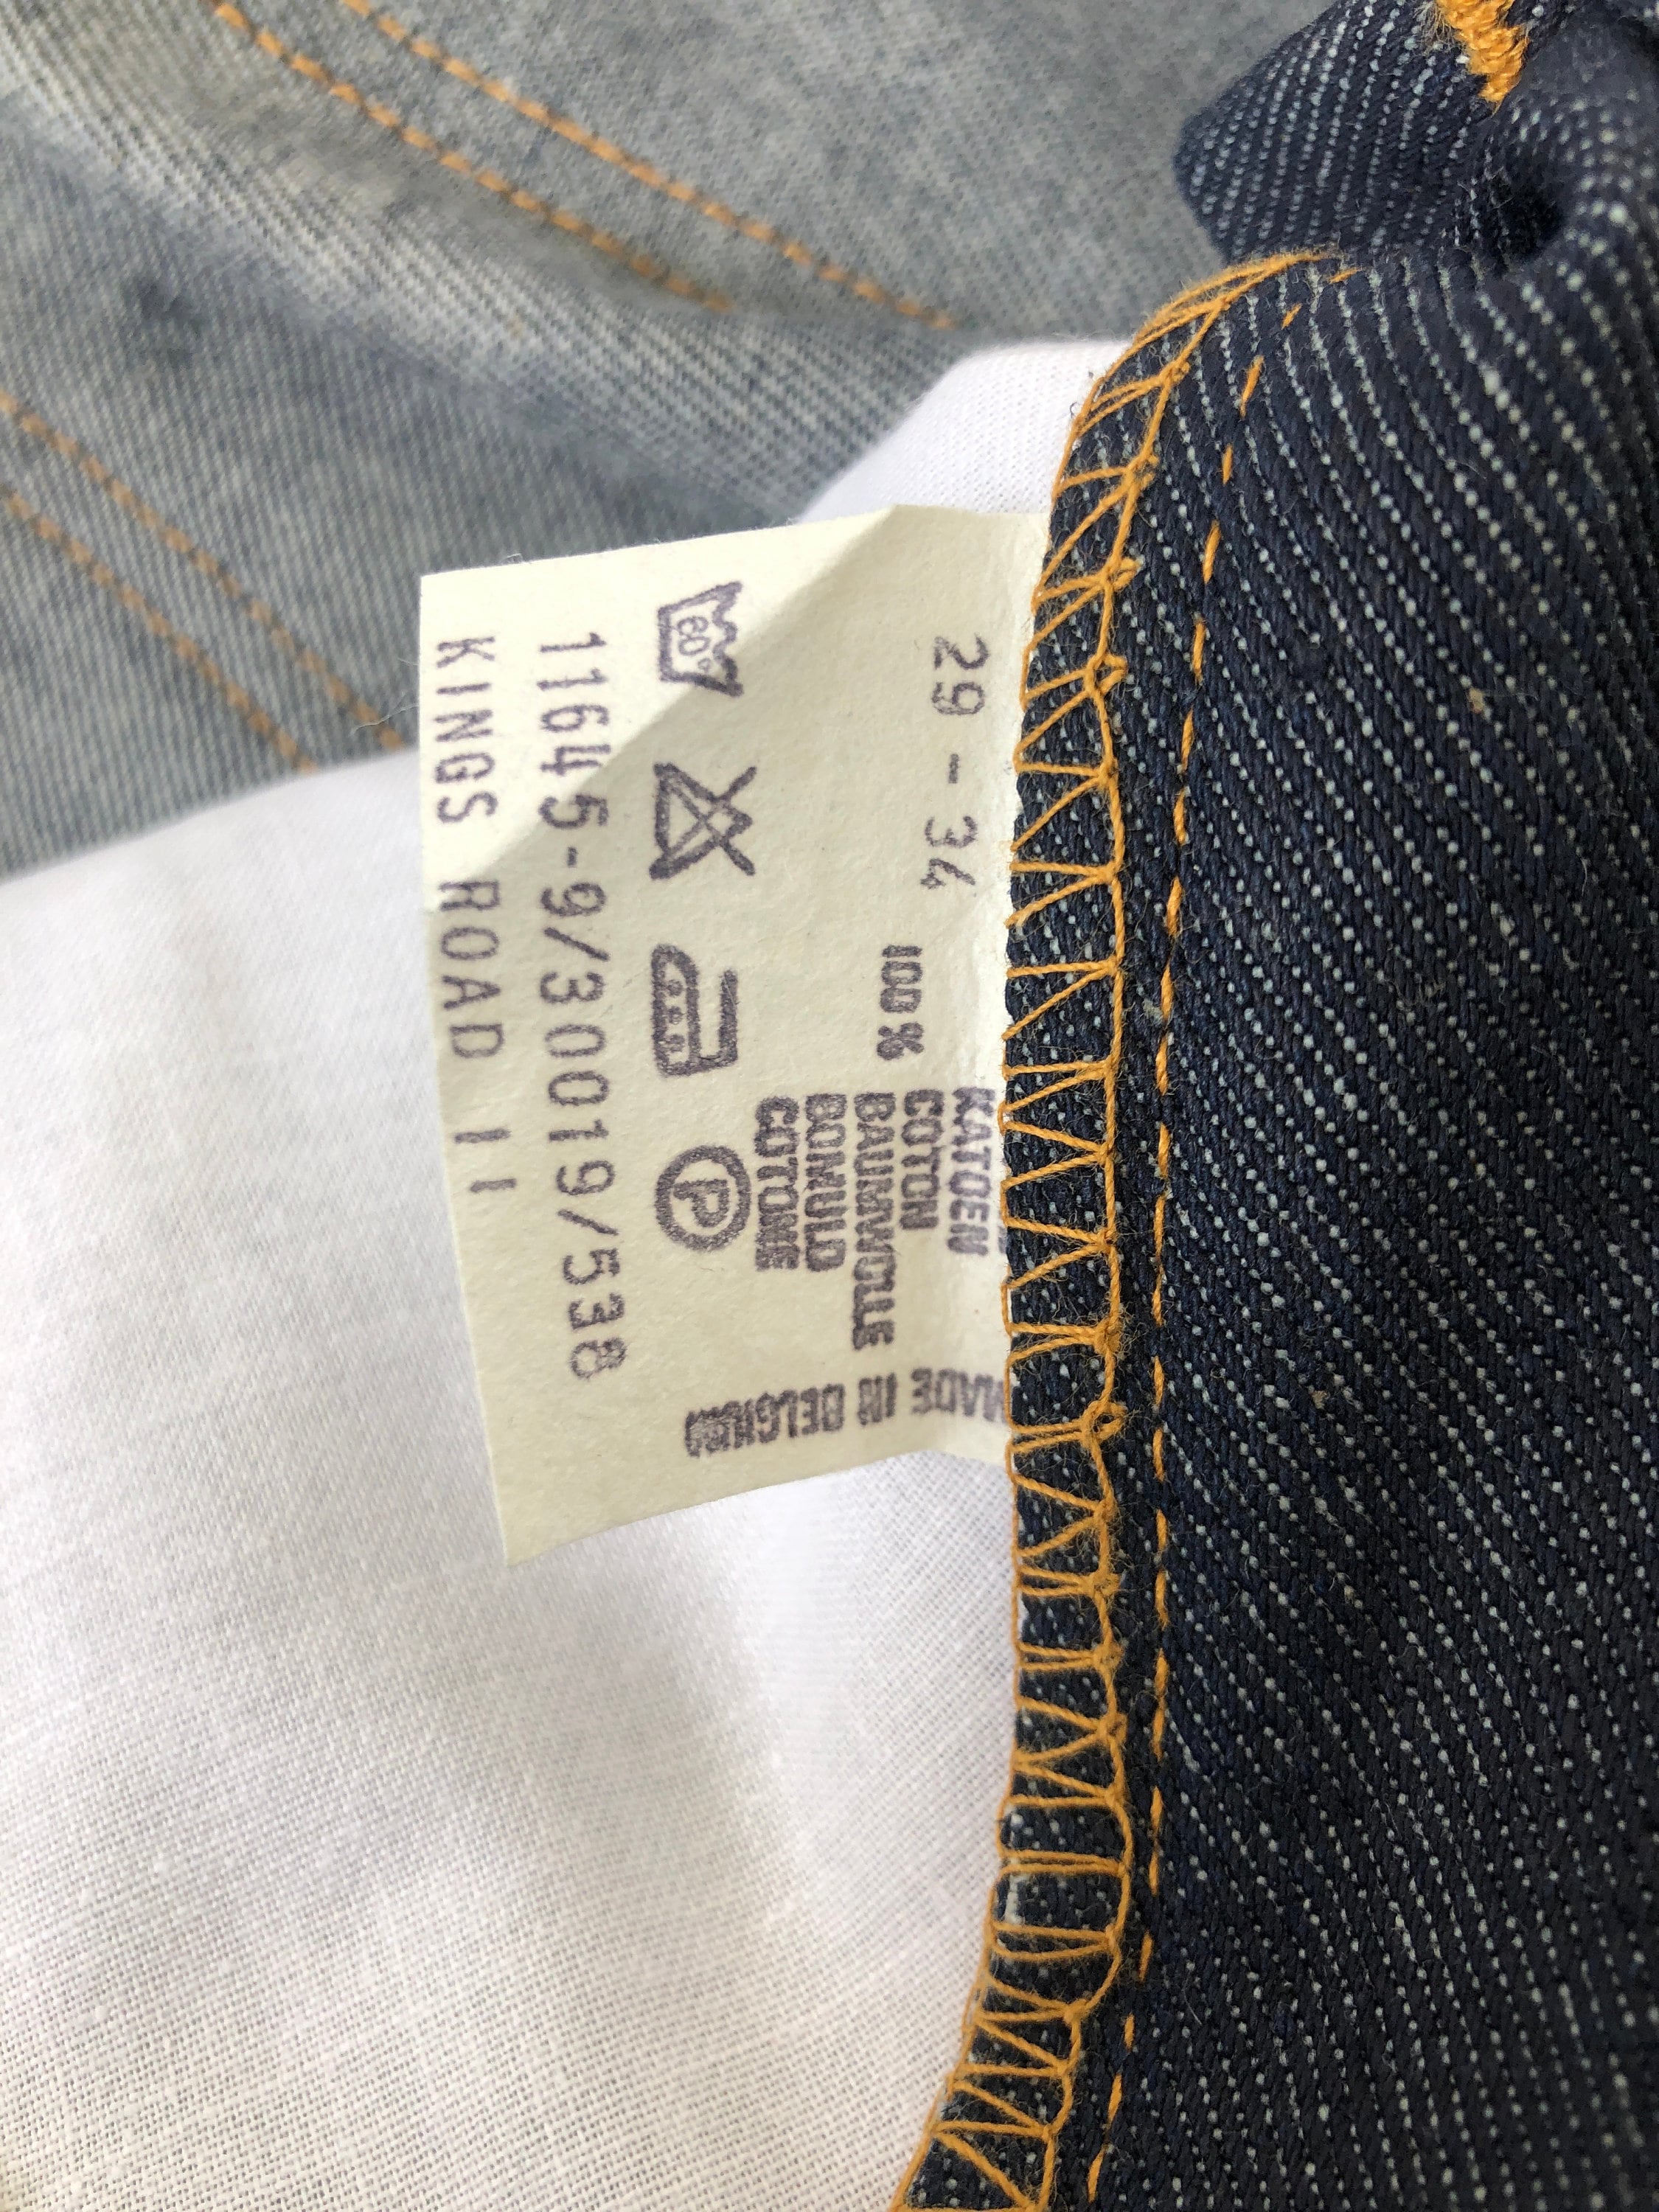 29 - 34
KATOEN
COTON
100% BAUMWOLLE
BOMULD
COTONE
MADE IN BELGIUM
60° P
11645-9/30019/538
KINGS ROAD II